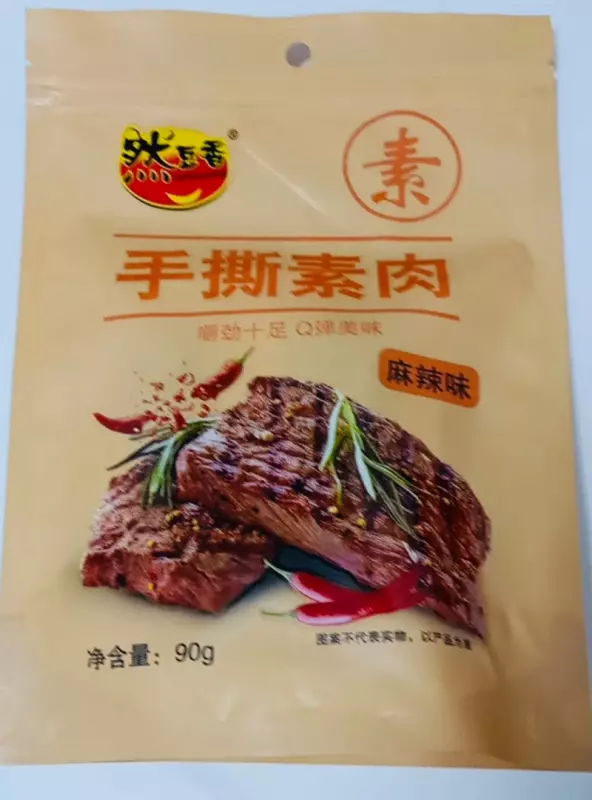 然豆香®
素
手撕素肉
嚼劲十足 Q弹美味
麻辣味
净含量：90g
图案不代表实物，以产品为准